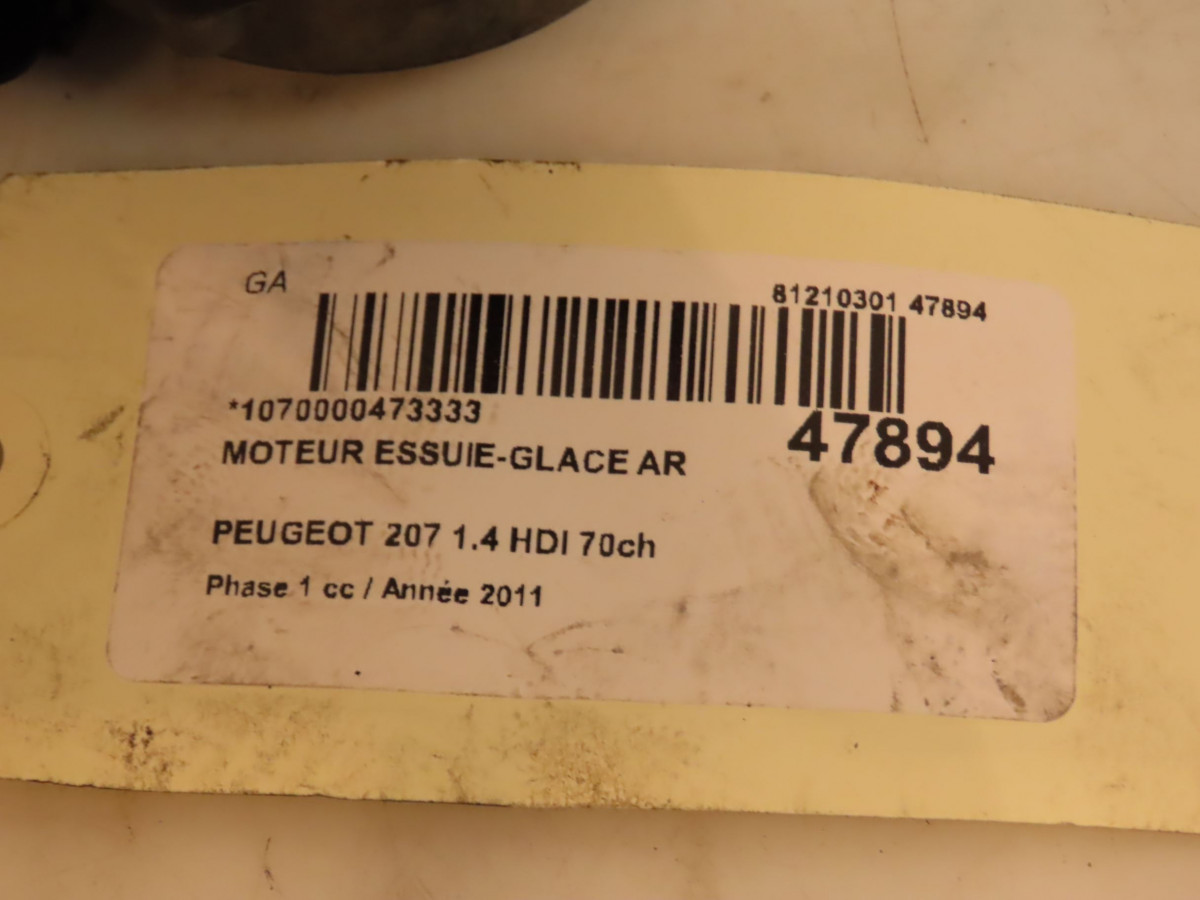 GA
81210301 47894
*1070000473333
47894
MOTEUR ESSUIE-GLACE AR
PEUGEOT 207 1.4 HDI 70ch
Phase 1 cc / Année 2011